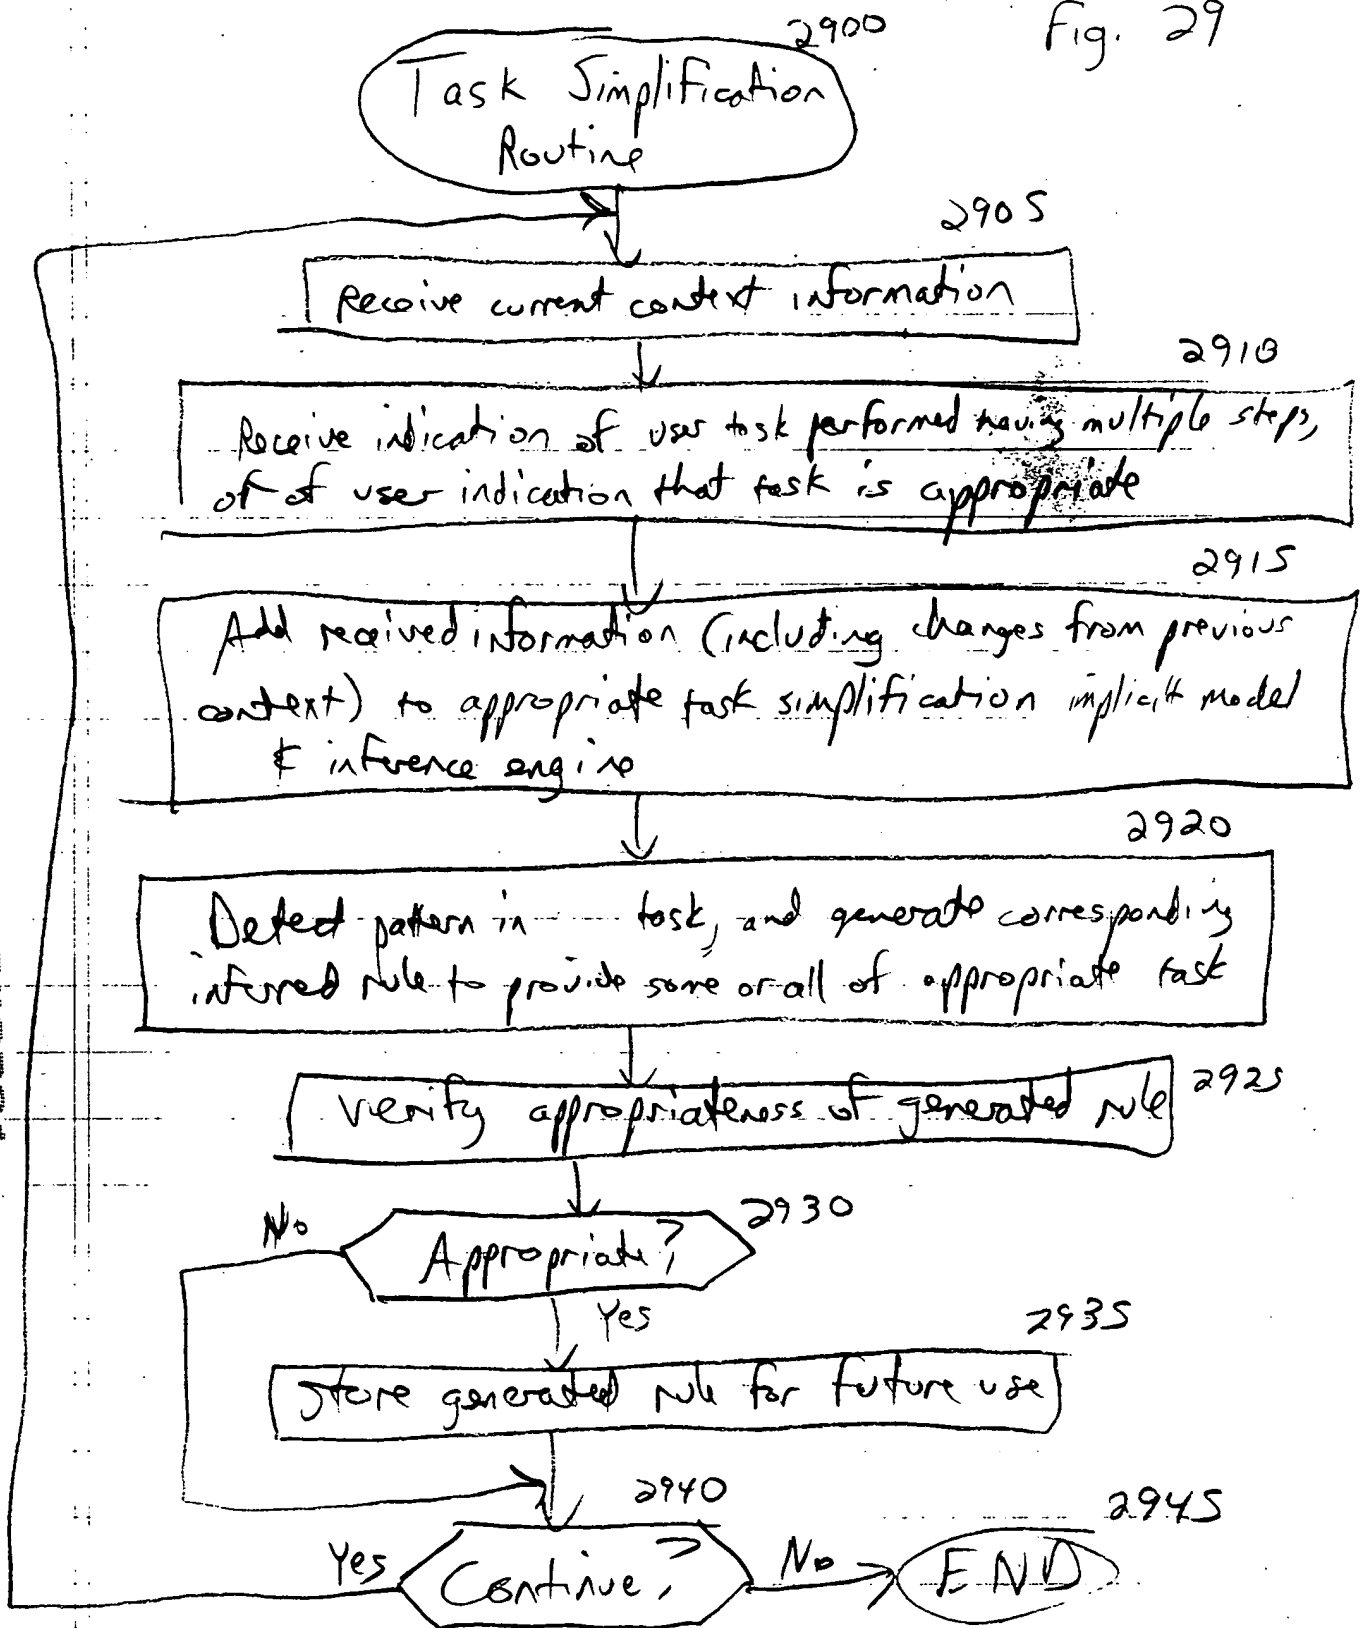 2900
Fig. 29
Task Simplification
Routine
2905
Receive current context information
2910
Receive indication of user task performed having multiple steps,
or of user indication that task is appropriate
2915
Add received information (including changes from previous
context) to appropriate task simplification implicit model
& inference engine
2920
Detect pattern in task, and generate corresponding
inferred rule to provide some or all of appropriate task
2925
Verify appropriateness of generated rule
2930
No
Appropriate?
Yes
2935
Store generated rule for future use
2940
2945
Yes
Continue?
No
END